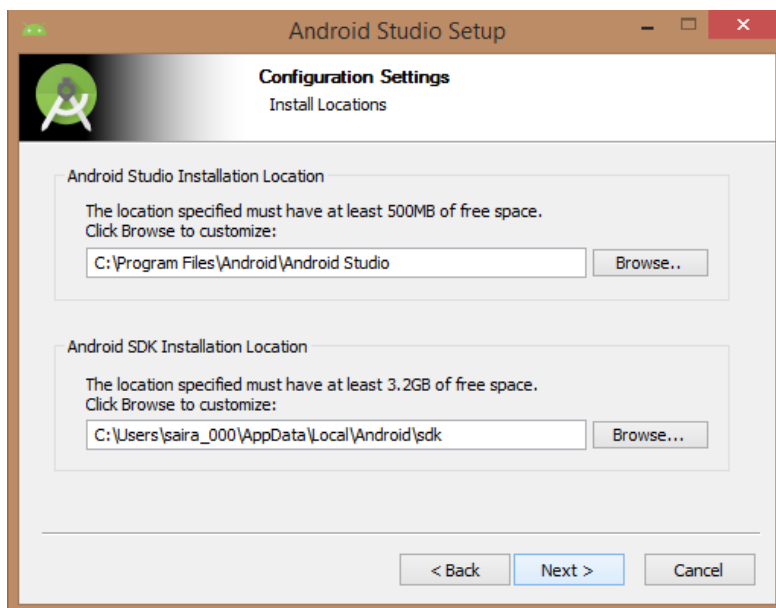 Android Studio Setup
Configuration Settings
Install Locations
Android Studio Installation Location
The location specified must have at least 500MB of free space.
Click Browse to customize:
C:\Program Files\Android\Android Studio
Browse..
Android SDK Installation Location
The location specified must have at least 3.2GB of free space.
Click Browse to customize:
C:\Users\saira_000\AppData\Local\Android\sdk
Browse...
< Back
Next >
Cancel